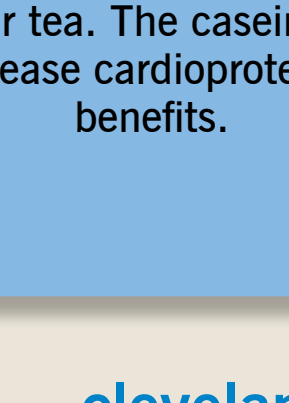 r tea. The casein
ease cardioprote
benefits.
clevelan